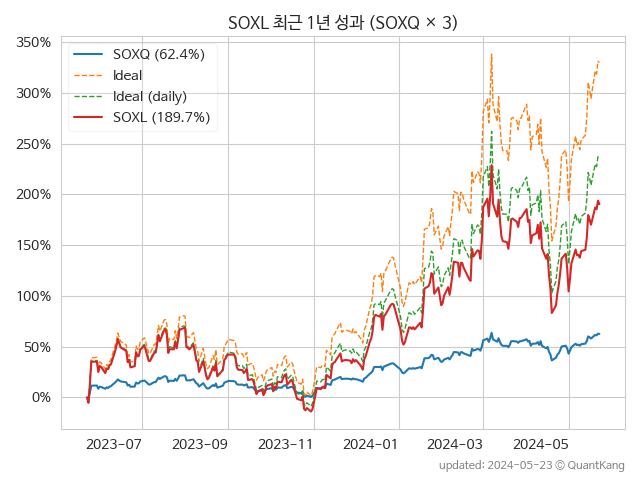 SOXL 최근 1년 성과 (SOXQ × 3)
350%
300%
250%
200%
150%
100%
50%
0%
SOXQ (62.4%)
Ideal
Ideal (daily)
SOXL (189.7%)
2023-07
2023-09
2023-11
2024-01
2024-03
2024-05
updated: 2024-05-23 ⓒ QuantKang